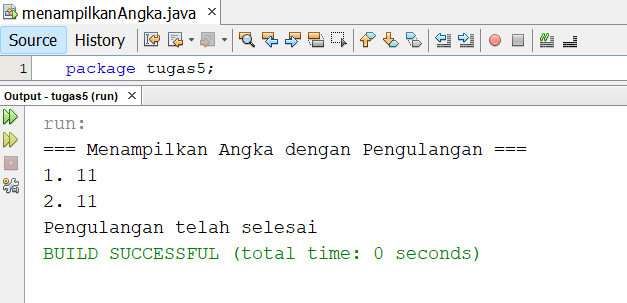 menampilkanAngka.java
Source History
1 package tugas5;
Output - tugas5 (run)
run:
=== Menampilkan Angka dengan Pengulangan ===
1. 11
2. 11
Pengulangan telah selesai
BUILD SUCCESSFUL (total time: 0 seconds)